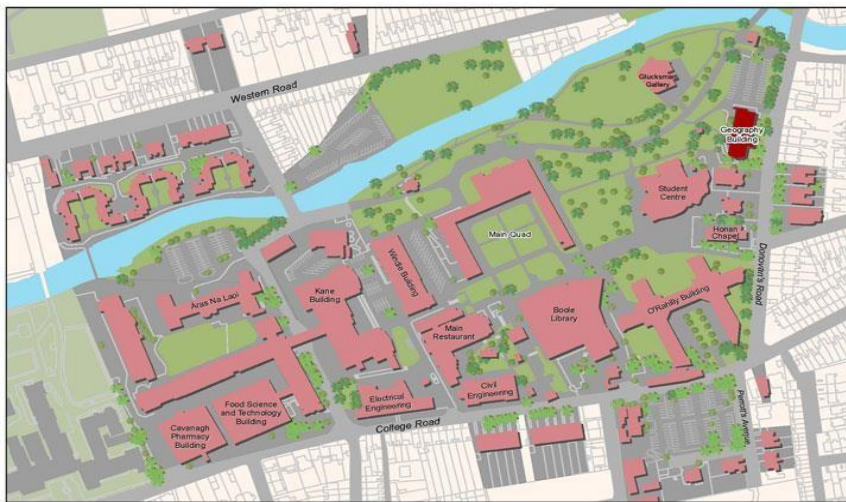 Western Road
Glucksman
Gallery
Geography
Building
Student
Centre
Main Quad
Honan
Chapel
Donovan's Road
Windle Building
Aras Na Laoi
Kane
Building
O'Rahilly Building
Boole
Library
Main
Restaurant
Civil
Engineering
Electrical
Engineering
Food Science
and Technology
Building
Cavanagh
Pharmacy
Building
College Road
Perrott's Avenue